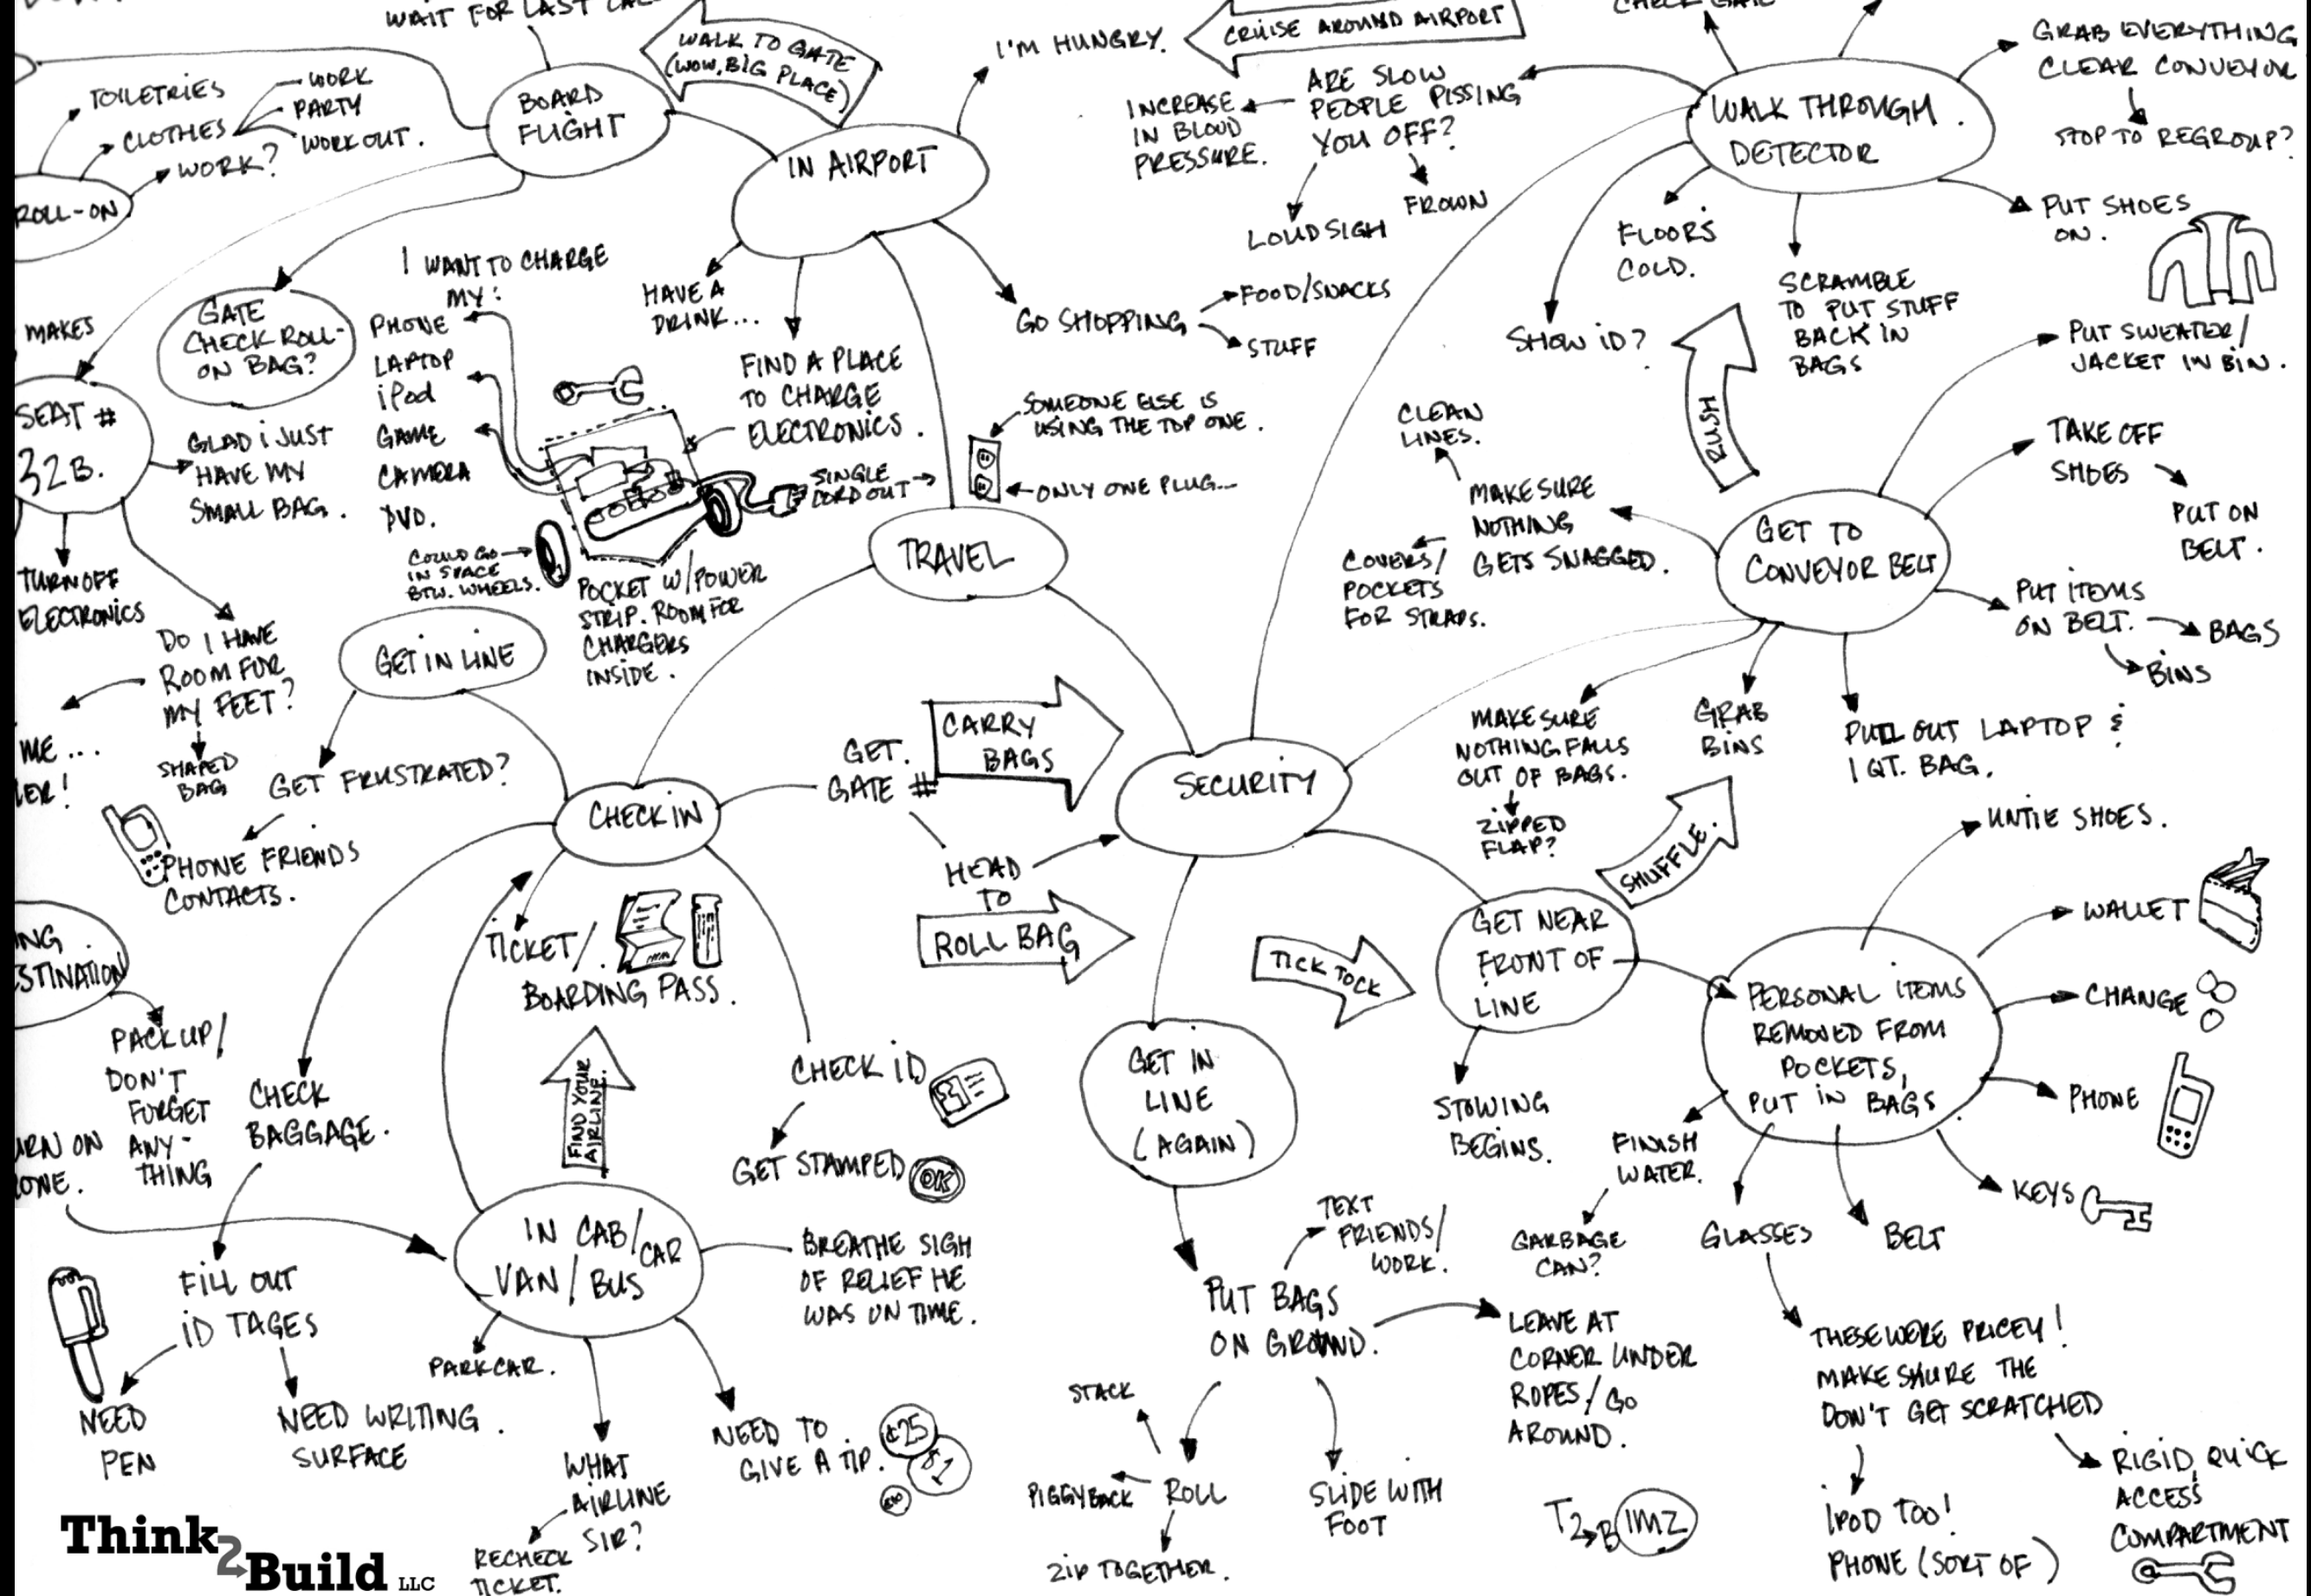 WAIT FOR LAST
TOILETRIES
CLOTHES
WORK
PARTY
WORK OUT.
WORK?
ROLL-ON
BOARD
FLIGHT
WALK TO GATE
(WOW, BIG PLACE)
IN AIRPORT
I'M HUNGRY.
CRUISE AROUND AIRPORT
ARE SLOW
PEOPLE PISSING
YOU OFF?
INCREASE
IN BLOOD
PRESSURE.
LOUD SIGH
FROWN
WALK THROUGH
DETECTOR
GRAB EVERYTHING
CLEAR CONVEYOR
STOP TO REGROUP?
PUT SHOES
ON.
FLOOR'S
COLD.
SHOW iD?
SCRAMBLE
TO PUT STUFF
BACK IN
BAGS
RUSH
I WANT TO CHARGE
MY:
PHONE
LAPTOP
iPod
GAME
CAMERA
DVD.
HAVE A
DRINK...
FIND A PLACE
TO CHARGE
ELECTRONICS.
GO SHOPPING
FOOD/SNACKS
STUFF
SOMEONE ELSE IS
USING THE TOP ONE.
SINGLE
CORD OUT
ONLY ONE PLUG...
COULD GO
IN SPACE
BTW. WHEELS.
POCKET W/POWER
STRIP. ROOM FOR
CHARGERS
INSIDE.
MAKES
GATE
CHECK ROLL-
ON BAG?
SEAT #
32B.
GLAD i JUST
HAVE MY
SMALL BAG.
TURN OFF
ELECTRONICS
DO I HAVE
ROOM FOR
MY FEET?
ME...
SHAPED
BAG
TRAVEL
GET IN LINE
GET FRUSTRATED?
PHONE FRIENDS
CONTACTS.
CHECK IN
GET.
GATE #
CARRY
BAGS
HEAD
TO
ROLL BAG
SECURITY
CLEAN
LINES.
MAKE SURE
NOTHING
GETS SNAGGED.
COVERS/
POCKETS
FOR STRAPS.
GET TO
CONVEYOR BELT
PUT SWEATER/
JACKET IN BIN.
TAKE OFF
SHOES
PUT ON
BELT.
PUT ITEMS
ON BELT.
BAGS
BINS
MAKE SURE
NOTHING FALLS
OUT OF BAGS.
ZIPPED
FLAP?
GRAB
BINS
PULL OUT LAPTOP &
1 QT. BAG.
SHUFFLE.
TICK TOCK
GET NEAR
FRONT OF
LINE
STOWING
BEGINS.
UNTIE SHOES.
WALLET
CHANGE
PHONE
KEYS
PERSONAL ITEMS
REMOVED FROM
POCKETS,
PUT IN BAGS.
FINISH
WATER.
GARBAGE
CAN?
GLASSES
BELT
THESE WERE PRICEY!
MAKE SHURE THE
DON'T GET SCRATCHED
RIGID, QUICK
ACCESS
COMPARTMENT
iPOD TOO!
PHONE (SORT OF)
TICKET/.
BOARDING PASS.
CHECK iD
GET STAMPED
OK
FIND YOUR
AIRLINE.
PACK UP/
DON'T
FORGET
ANY-
THING
CHECK
BAGGAGE.
FILL OUT
iD TAGES
NEED
PEN
NEED WRITING
SURFACE
IN CAB/CAR
VAN/BUS
BREATHE SIGH
OF RELIEF HE
WAS ON TIME.
PARK CAR.
WHAT
AIRLINE
SIR?
RECHECK
TICKET.
NEED TO
GIVE A TIP.
¢25
$1
GET IN
LINE
(AGAIN)
PUT BAGS
ON GROUND.
TEXT
FRIENDS/
WORK.
LEAVE AT
CORNER UNDER
ROPES/GO
AROUND.
STACK
PIGGYBACK
ROLL
ZIP TOGETHER.
SLIDE WITH
FOOT
T2B IMZ
Think2Build LLC